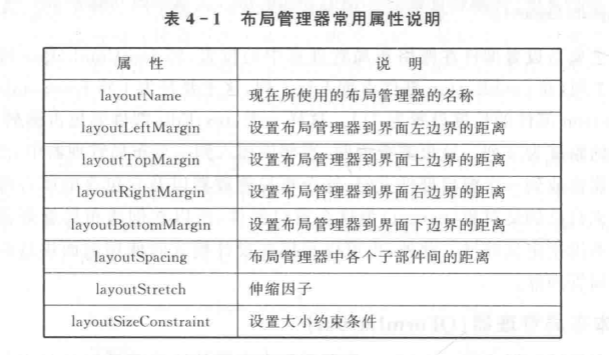 表 4-1 布局管理器常用属性说明
属 性 说 明
layoutName 现在所使用的布局管理器的名称
layoutLeftMargin 设置布局管理器到界面左边界的距离
layoutTopMargin 设置布局管理器到界面上边界的距离
layoutRightMargin 设置布局管理器到界面右边界的距离
layoutBottomMargin 设置布局管理器到界面下边界的距离
layoutSpacing 布局管理器中各个子部件间的距离
layoutStretch 伸缩因子
layoutSizeConstraint 设置大小约束条件